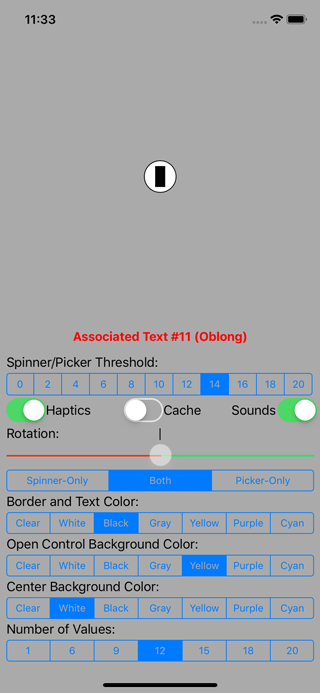 11:33
Associated Text #11 (Oblong)
Spinner/Picker Threshold:
0 2 4 6 8 10 12 14 16 18 20
Haptics Cache Sounds
Rotation:
Spinner-Only Both Picker-Only
Border and Text Color:
Clear White Black Gray Yellow Purple Cyan
Open Control Background Color:
Clear White Black Gray Yellow Purple Cyan
Center Background Color:
Clear White Black Gray Yellow Purple Cyan
Number of Values:
1 6 9 12 15 18 20